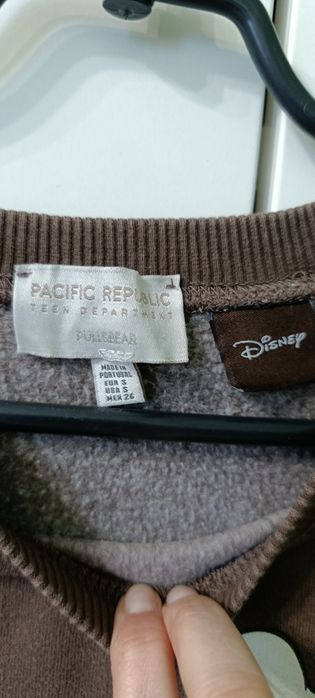 PACIFIC REPUBLIC
TEEN DEPARTMENT
PULL&BEAR
MADE IN
PORTUGAL
EUR S
USA S
MEX 26
Disney